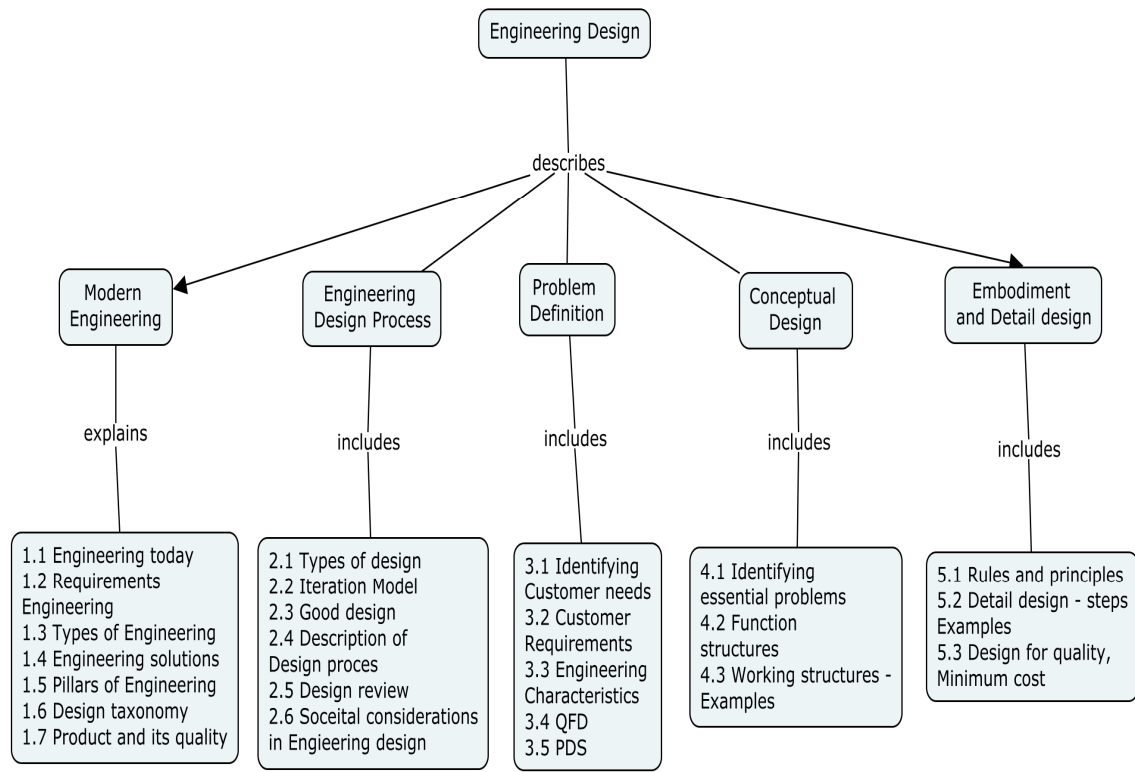 Engineering Design
describes
Modern
Engineering
Engineering
Design Process
Problem
Definition
Conceptual
Design
Embodiment
and Detail design
explains
includes
includes
includes
includes
1.1 Engineering today
1.2 Requirements
Engineering
1.3 Types of Engineering
1.4 Engineering solutions
1.5 Pillars of Engineering
1.6 Design taxonomy
1.7 Product and its quality
2.1 Types of design
2.2 Iteration Model
2.3 Good design
2.4 Description of
Design proces
2.5 Design review
2.6 Soceital considerations
in Engieering design
3.1 Identifying
Customer needs
3.2 Customer
Requirements
3.3 Engineering
Characteristics
3.4 QFD
3.5 PDS
4.1 Identifying
essential problems
4.2 Function
structures
4.3 Working structures -
Examples
5.1 Rules and principles
5.2 Detail design - steps
Examples
5.3 Design for quality,
Minimum cost